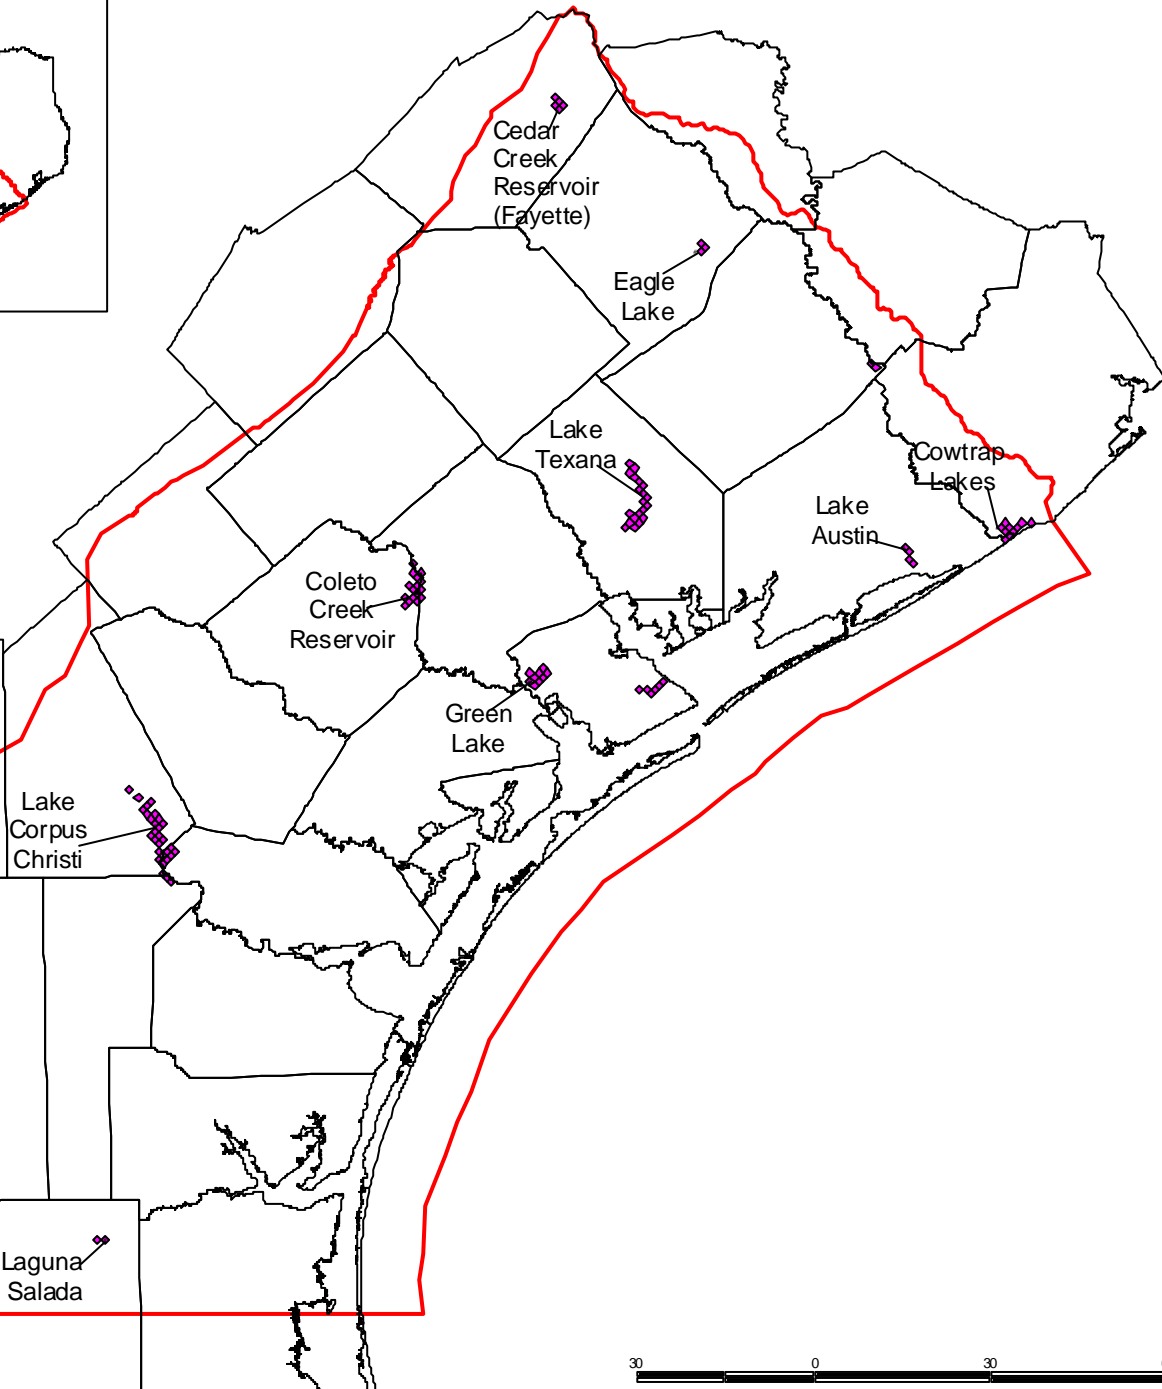 Cedar
Creek
Reservoir
(Fayette)
Eagle
Lake
Lake
Texana
Cowtrap
Lakes
Lake
Austin
Coleto
Creek
Reservoir
Green
Lake
Lake
Corpus
Christi
Laguna
Salada
30 0 30